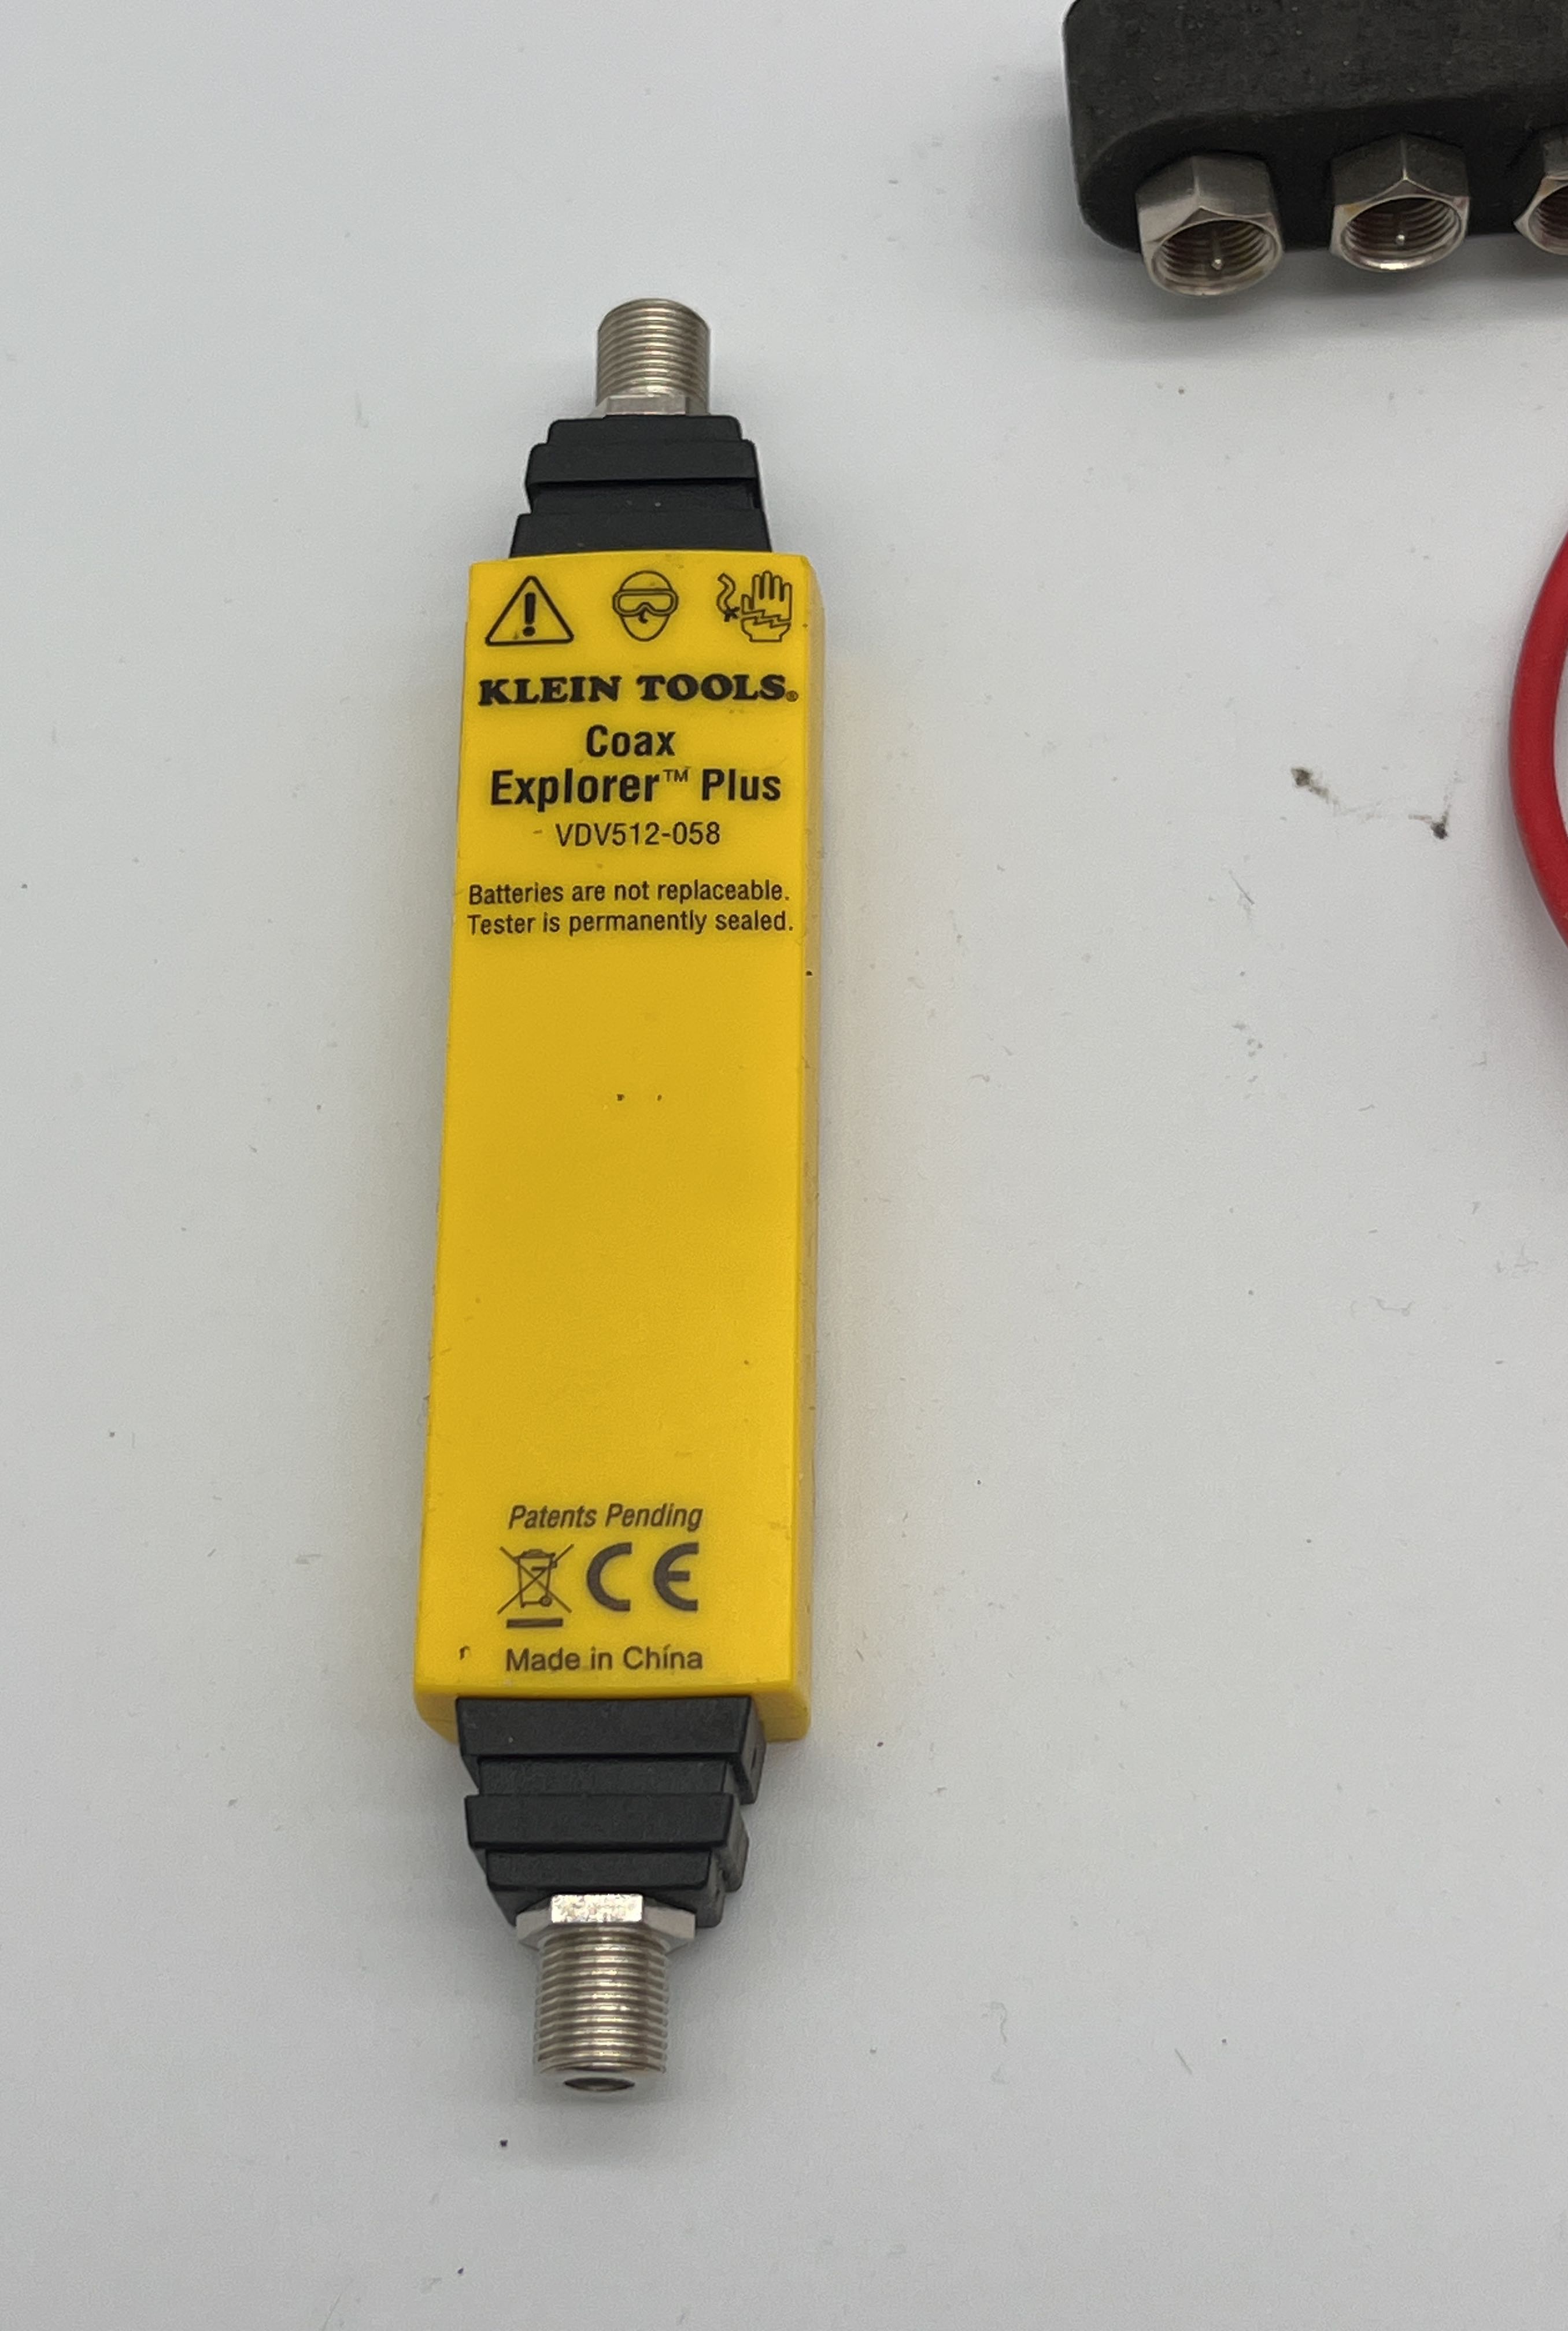 KLEIN TOOLS®
Coax
Explorer™ Plus
VDV512-058
Batteries are not replaceable.
Tester is permanently sealed.
Patents Pending
CE
Made in China